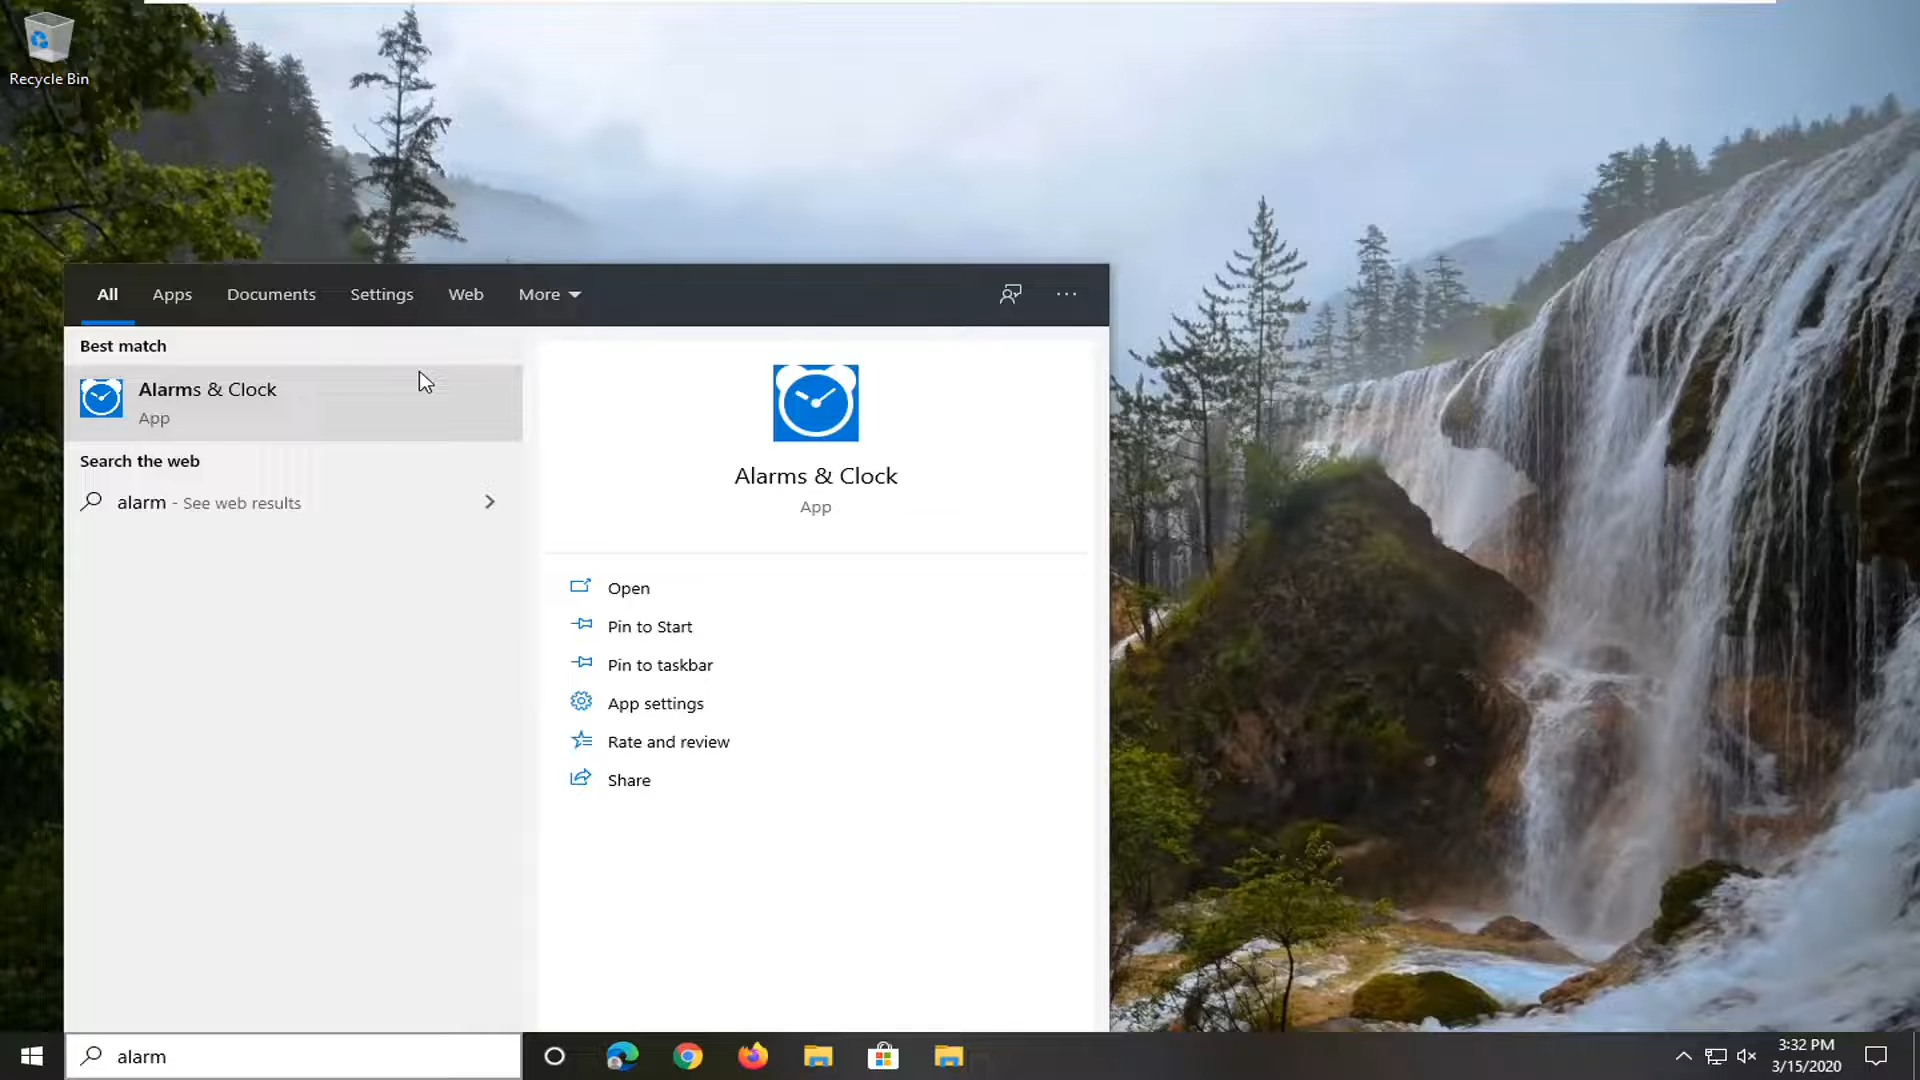 Recycle Bin
All Apps Documents Settings Web More
Best match
Alarms & Clock
App
Search the web
alarm - See web results
Alarms & Clock
App
Open
Pin to Start
Pin to taskbar
App settings
Rate and review
Share
alarm
3:32 PM
3/15/2020